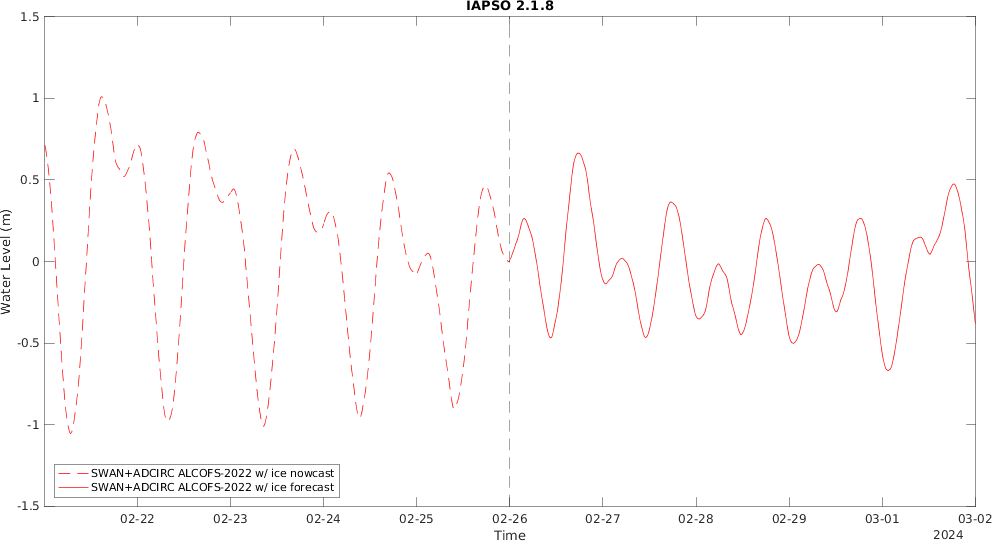 IAPSO 2.1.8
1.5
1
0.5
0
-0.5
-1
-1.5
Water Level (m)
SWAN+ADCIRC ALCOFS-2022 w/ ice nowcast
SWAN+ADCIRC ALCOFS-2022 w/ ice forecast
02-22 02-23 02-24 02-25 02-26 02-27 02-28 02-29 03-01 03-02
Time
2024